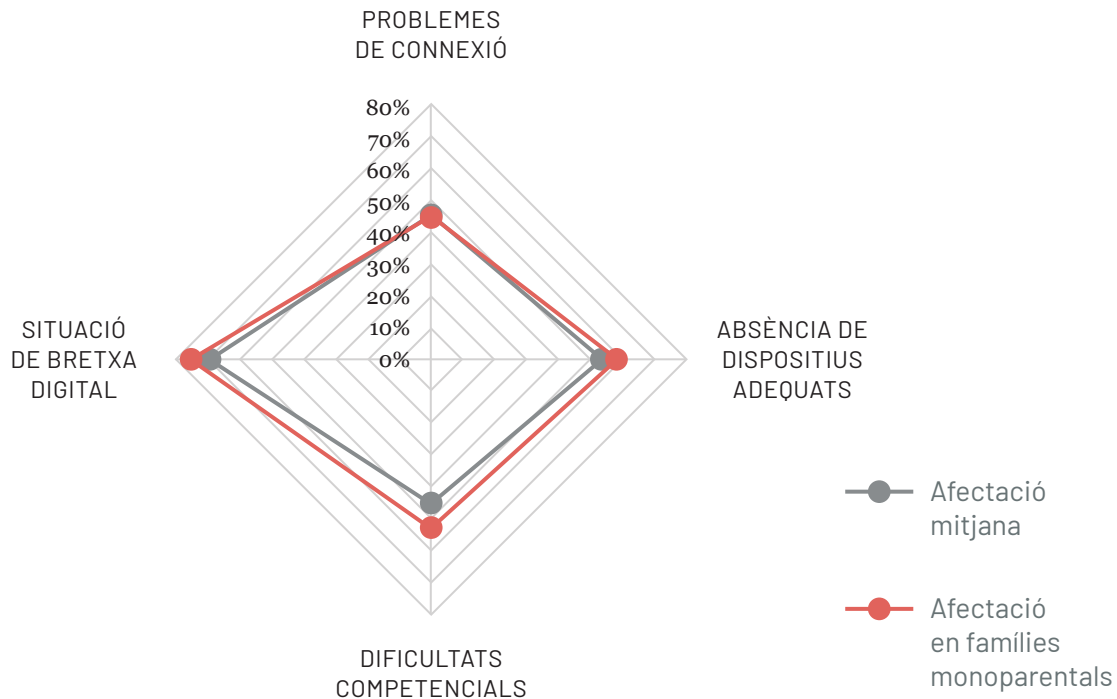 PROBLEMES
DE CONNEXIÓ
80%
70%
60%
50%
40%
30%
20%
10%
0%
SITUACIÓ
DE BRETXA
DIGITAL
ABSÈNCIA DE
DISPOSITIUS
ADEQUATS
DIFICULTATS
COMPETENCIALS
Afectació
mitjana
Afectació
en famílies
monoparentals